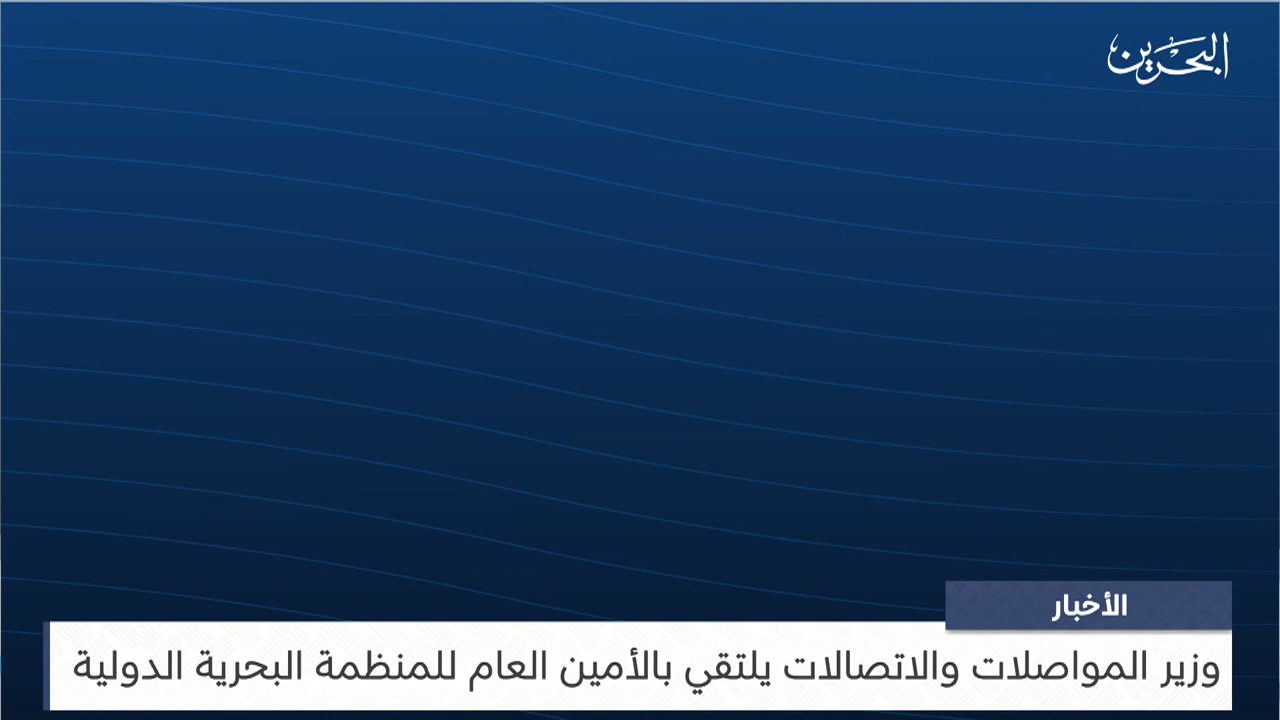 البحرين
الأخبار
وزير المواصلات والاتصالات يلتقي بالأمين العام للمنظمة البحرية الدولية